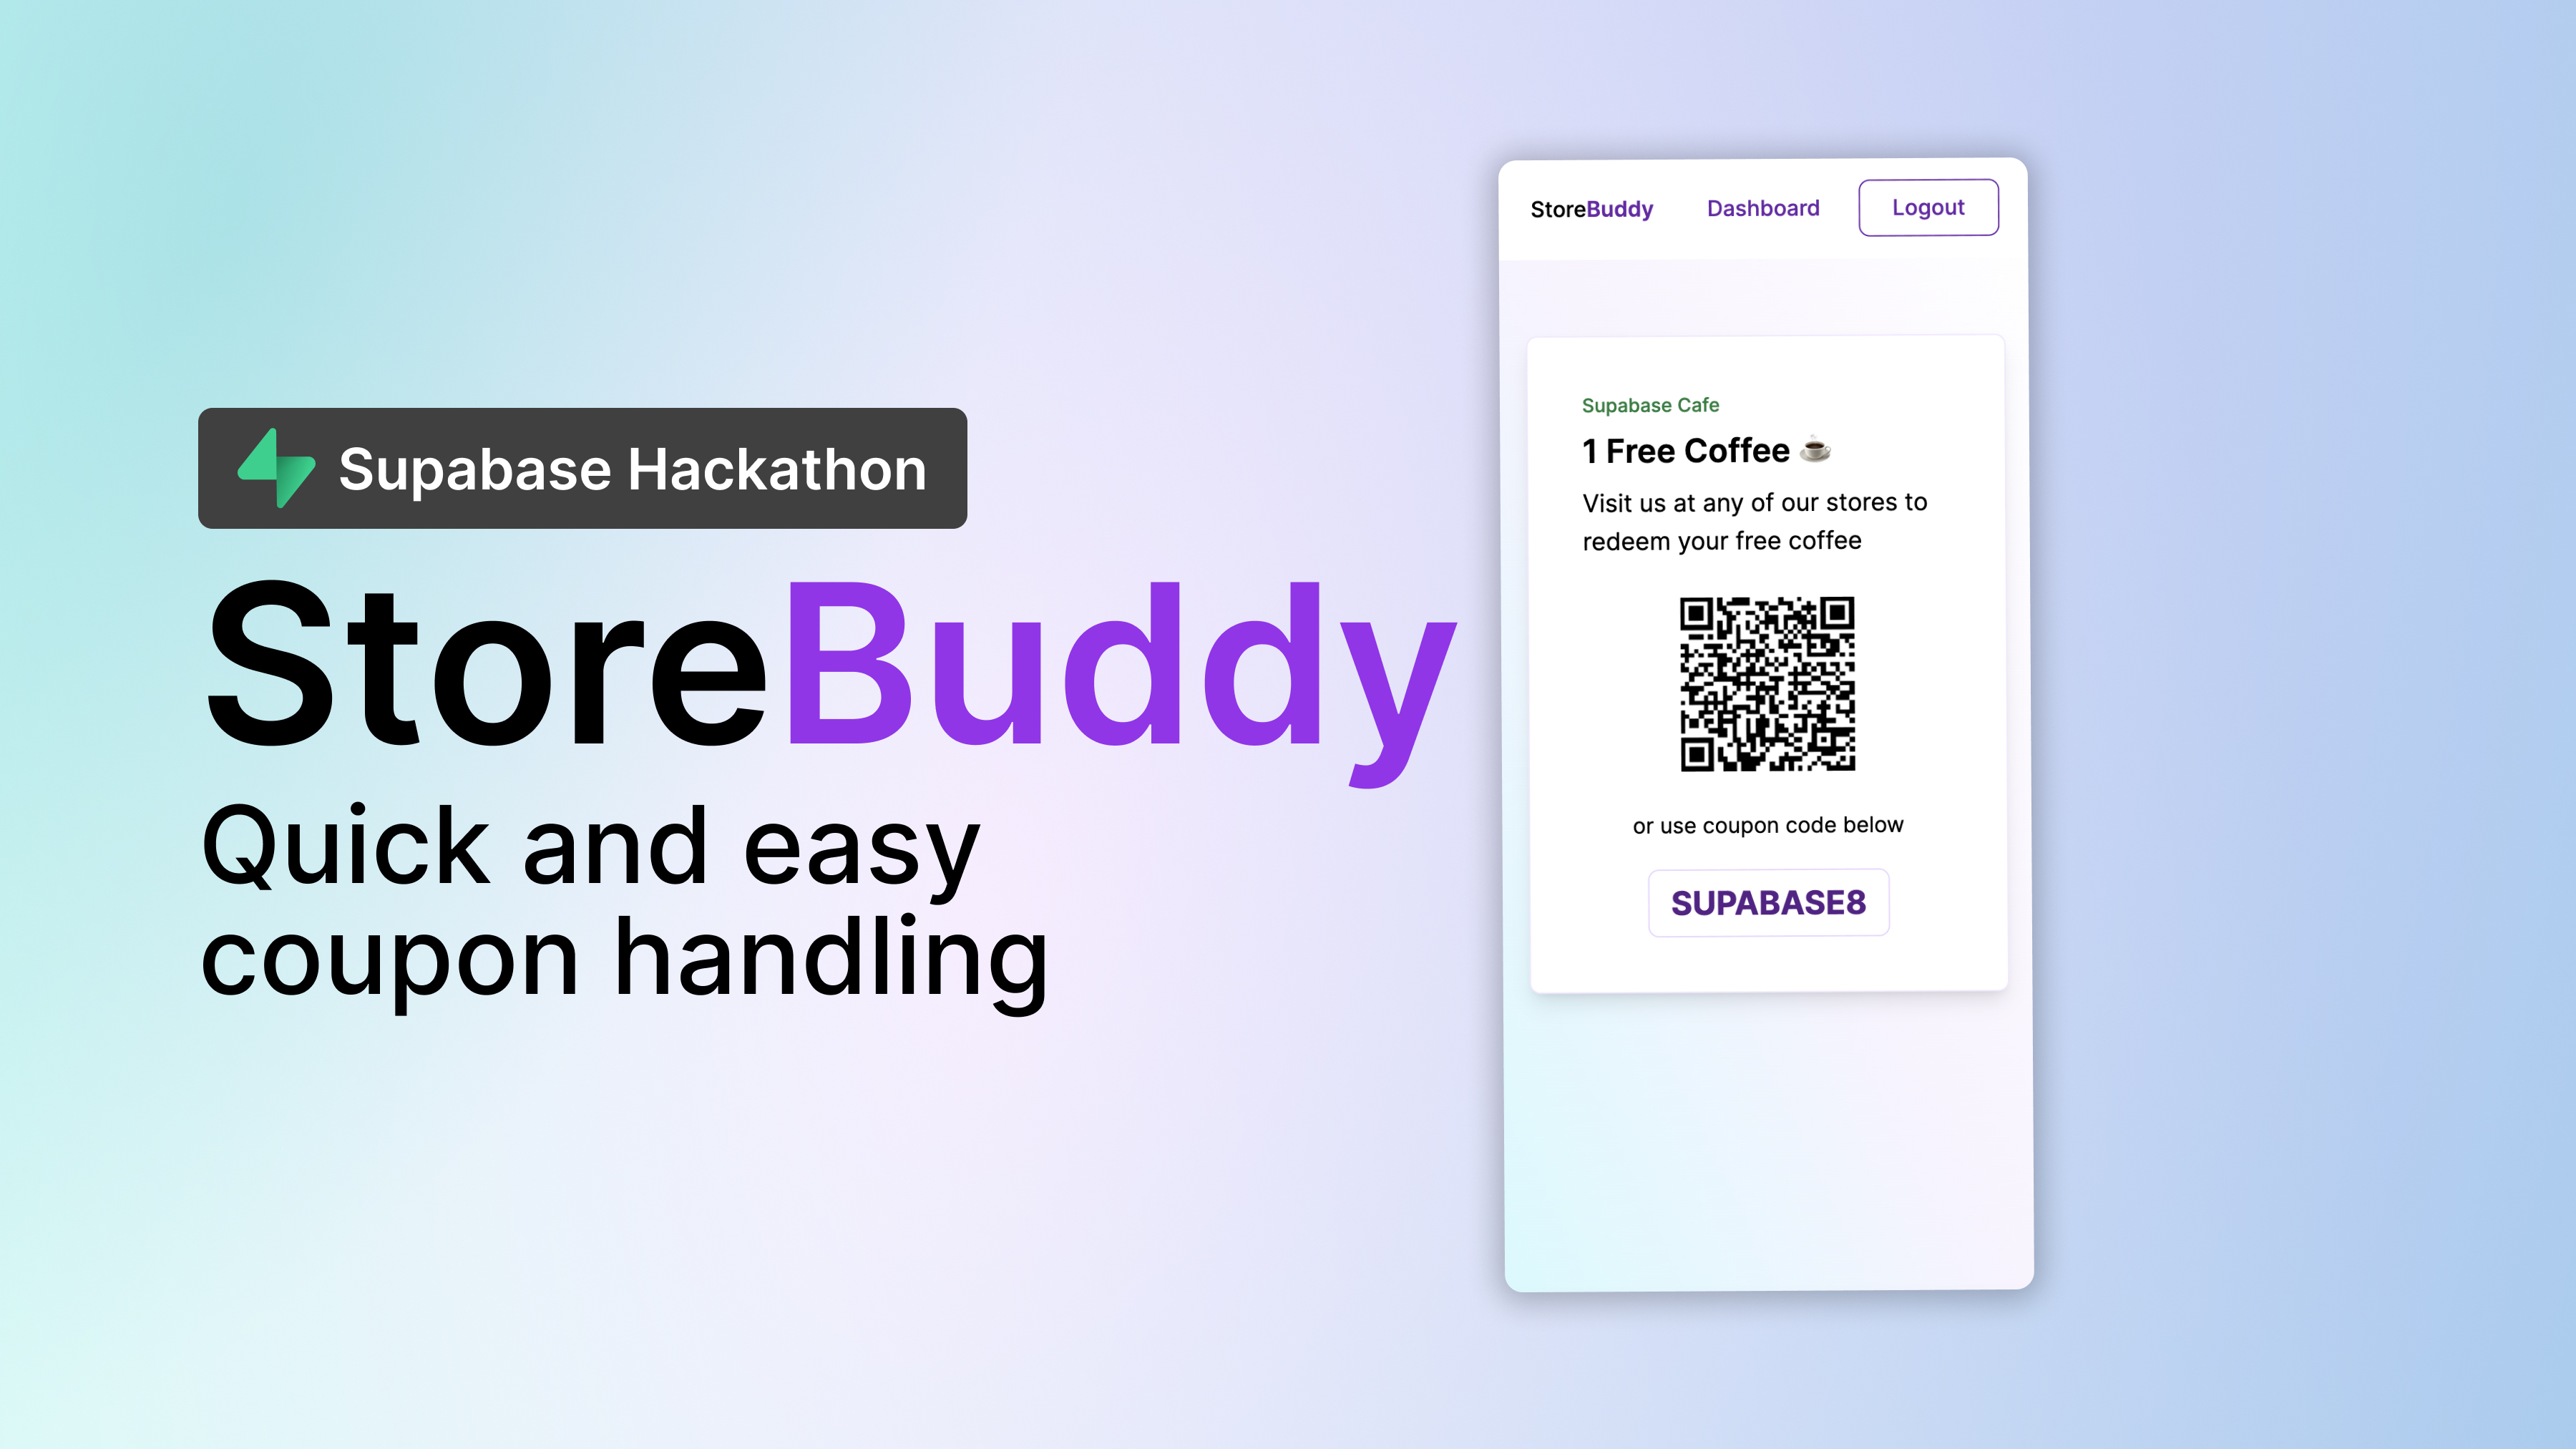 Supabase Hackathon
StoreBuddy
Quick and easy
coupon handling
StoreBuddy Dashboard Logout
Supabase Cafe
1 Free Coffee ☕
Visit us at any of our stores to
redeem your free coffee
or use coupon code below
SUPABASE8